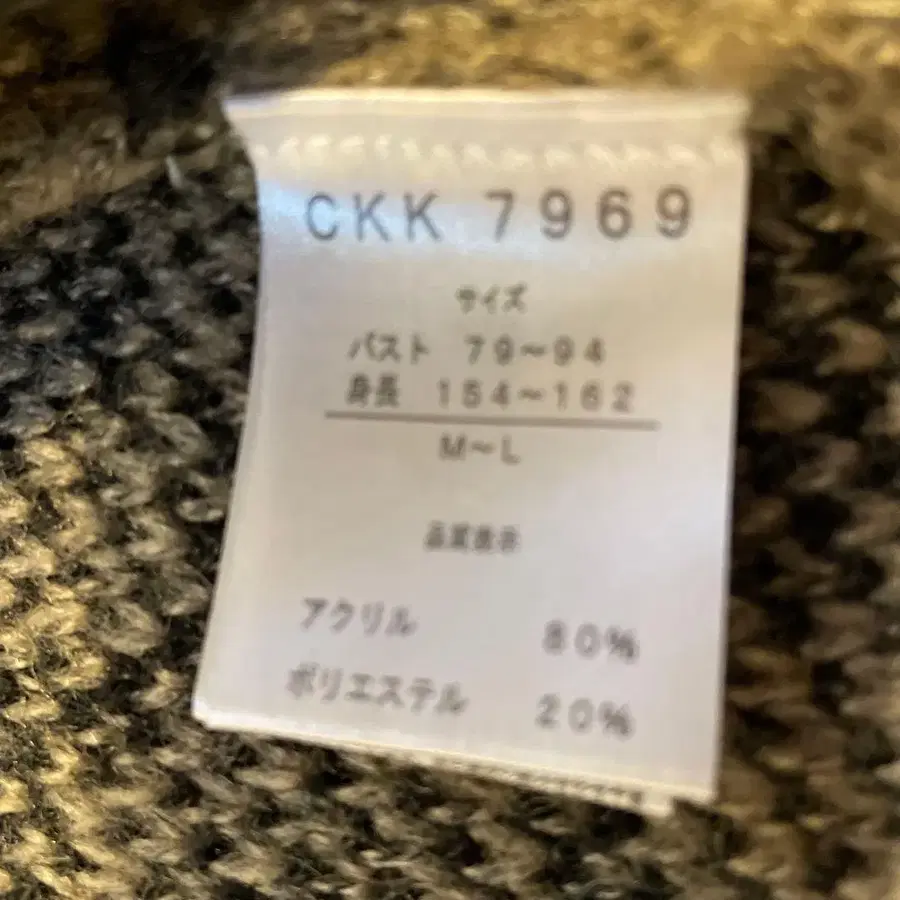 CKK 7969
サイズ
バスト 79~94
身長 154~162
M~L
品質表示
アクリル 80%
ポリエステル 20%